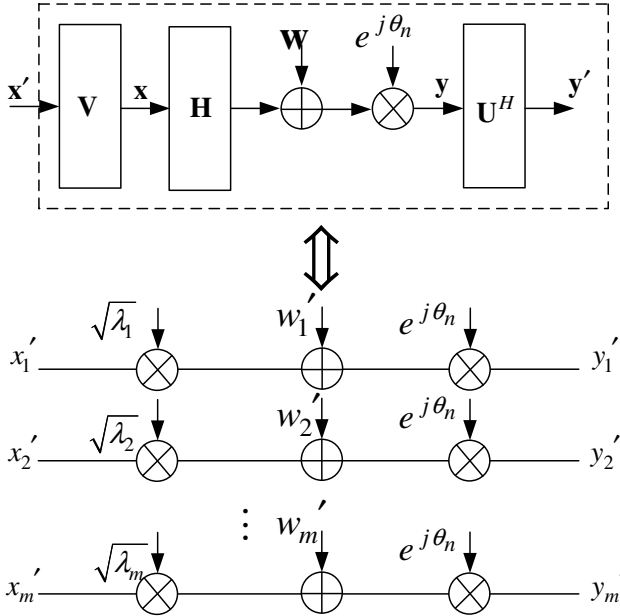 w e^{jθ_n}
x′ V x H y U^H y′
√λ_1 w_1′ e^{jθ_n}
x_1′ y_1′
√λ_2 w_2′ e^{jθ_n}
x_2′ y_2′
⋮ w_m′ e^{jθ_n}
√λ_m
x_m′ y_m′